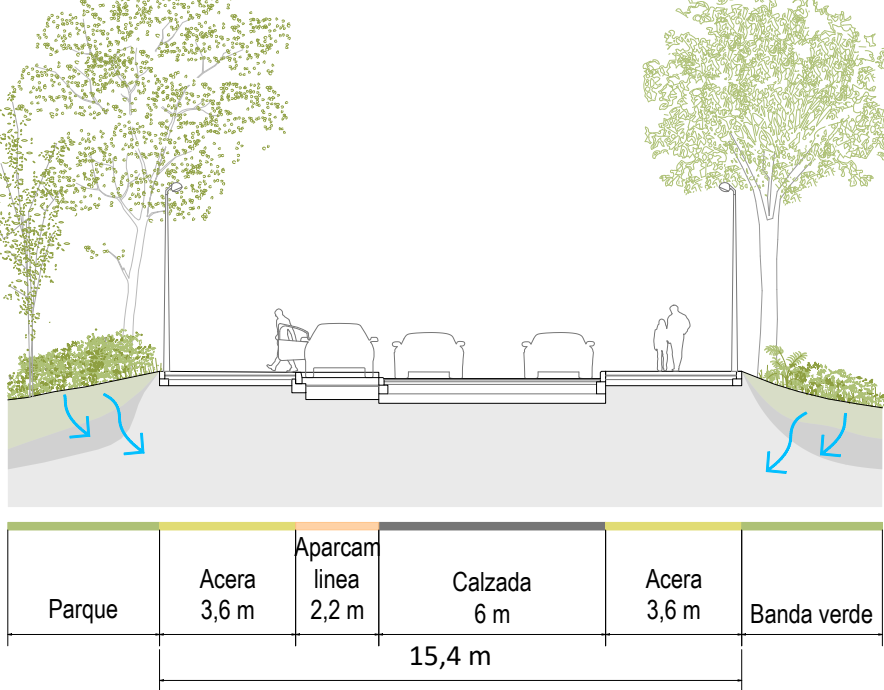 Parque
Acera
3,6 m
Aparcam
linea
2,2 m
Calzada
6 m
Acera
3,6 m
Banda verde
15,4 m